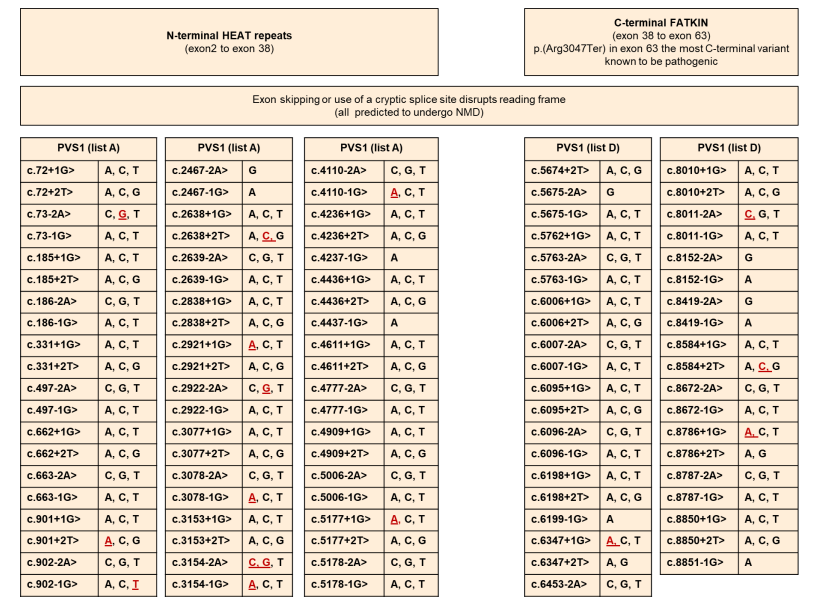 N-terminal HEAT repeats
(exon2 to exon 38)
C-terminal FATKIN
(exon 38 to exon 63)
p.(Arg3047Ter) in exon 63 the most C-terminal variant
known to be pathogenic
Exon skipping or use of a cryptic splice site disrupts reading frame
(all predicted to undergo NMD)
PVS1 (list A)
c.72+1G> A, C, T
c.72+2T> A, C, G
c.73-2A> C, G, T
c.73-1G> A, C, T
c.185+1G> A, C, T
c.185+2T> A, C, G
c.186-2A> C, G, T
c.186-1G> A, C, T
c.331+1G> A, C, T
c.331+2T> A, C, G
c.497-2A> C, G, T
c.497-1G> A, C, T
c.662+1G> A, C, T
c.662+2T> A, C, G
c.663-2A> C, G, T
c.663-1G> A, C, T
c.901+1G> A, C, T
c.901+2T> A, C, G
c.902-2A> C, G, T
c.902-1G> A, C, T
PVS1 (list A)
c.2467-2A> G
c.2467-1G> A
c.2638+1G> A, C, T
c.2638+2T> A, C, G
c.2639-2A> C, G, T
c.2639-1G> A, C, T
c.2838+1G> A, C, T
c.2838+2T> A, C, G
c.2921+1G> A, C, T
c.2921+2T> A, C, G
c.2922-2A> C, G, T
c.2922-1G> A, C, T
c.3077+1G> A, C, T
c.3077+2T> A, C, G
c.3078-2A> C, G, T
c.3078-1G> A, C, T
c.3153+1G> A, C, T
c.3153+2T> A, C, G
c.3154-2A> C, G, T
c.3154-1G> A, C, T
PVS1 (list A)
c.4110-2A> C, G, T
c.4110-1G> A, C, T
c.4236+1G> A, C, T
c.4236+2T> A, C, G
c.4237-1G> A
c.4436+1G> A, C, T
c.4436+2T> A, C, G
c.4437-1G> A
c.4611+1G> A, C, T
c.4611+2T> A, C, G
c.4777-2A> C, G, T
c.4777-1G> A, C, T
c.4909+1G> A, C, T
c.4909+2T> A, C, G
c.5006-2A> C, G, T
c.5006-1G> A, C, T
c.5177+1G> A, C, T
c.5177+2T> A, C, G
c.5178-2A> C, G, T
c.5178-1G> A, C, T
PVS1 (list D)
c.5674+2T> A, C, G
c.5675-2A> G
c.5675-1G> A, C, T
c.5762+1G> A, C, T
c.5763-2A> C, G, T
c.5763-1G> A, C, T
c.6006+1G> A, C, T
c.6006+2T> A, C, G
c.6007-2A> C, G, T
c.6007-1G> A, C, T
c.6095+1G> A, C, T
c.6095+2T> A, C, G
c.6096-2A> C, G, T
c.6096-1G> A, C, T
c.6198+1G> A, C, T
c.6198+2T> A, C, G
c.6199-1G> A
c.6347+1G> A, C, T
c.6347+2T> A, G
c.6453-2A> C, G, T
PVS1 (list D)
c.8010+1G> A, C, T
c.8010+2T> A, C, G
c.8011-2A> C, G, T
c.8011-1G> A, C, T
c.8152-2A> G
c.8152-1G> A
c.8419-2A> G
c.8419-1G> A
c.8584+1G> A, C, T
c.8584+2T> A, C, G
c.8672-2A> C, G, T
c.8672-1G> A, C, T
c.8786+1G> A, C, T
c.8786+2T> A, G
c.8787-2A> C, G, T
c.8787-1G> A, C, T
c.8850+1G> A, C, T
c.8850+2T> A, C, G
c.8851-1G> A